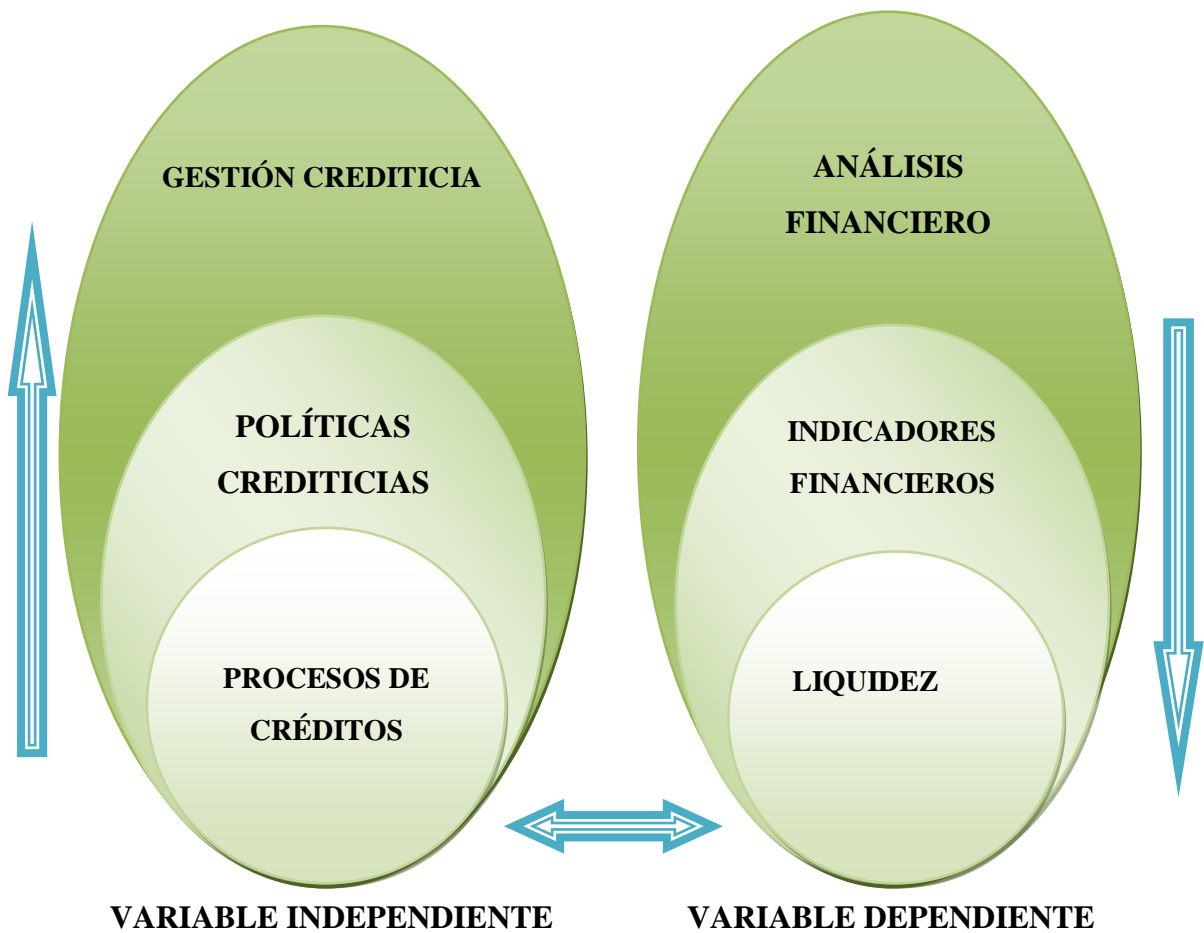 GESTIÓN CREDITICIA
POLÍTICAS
CREDITICIAS
PROCESOS DE
CRÉDITOS
VARIABLE INDEPENDIENTE
ANÁLISIS
FINANCIERO
INDICADORES
FINANCIEROS
LIQUIDEZ
VARIABLE DEPENDIENTE